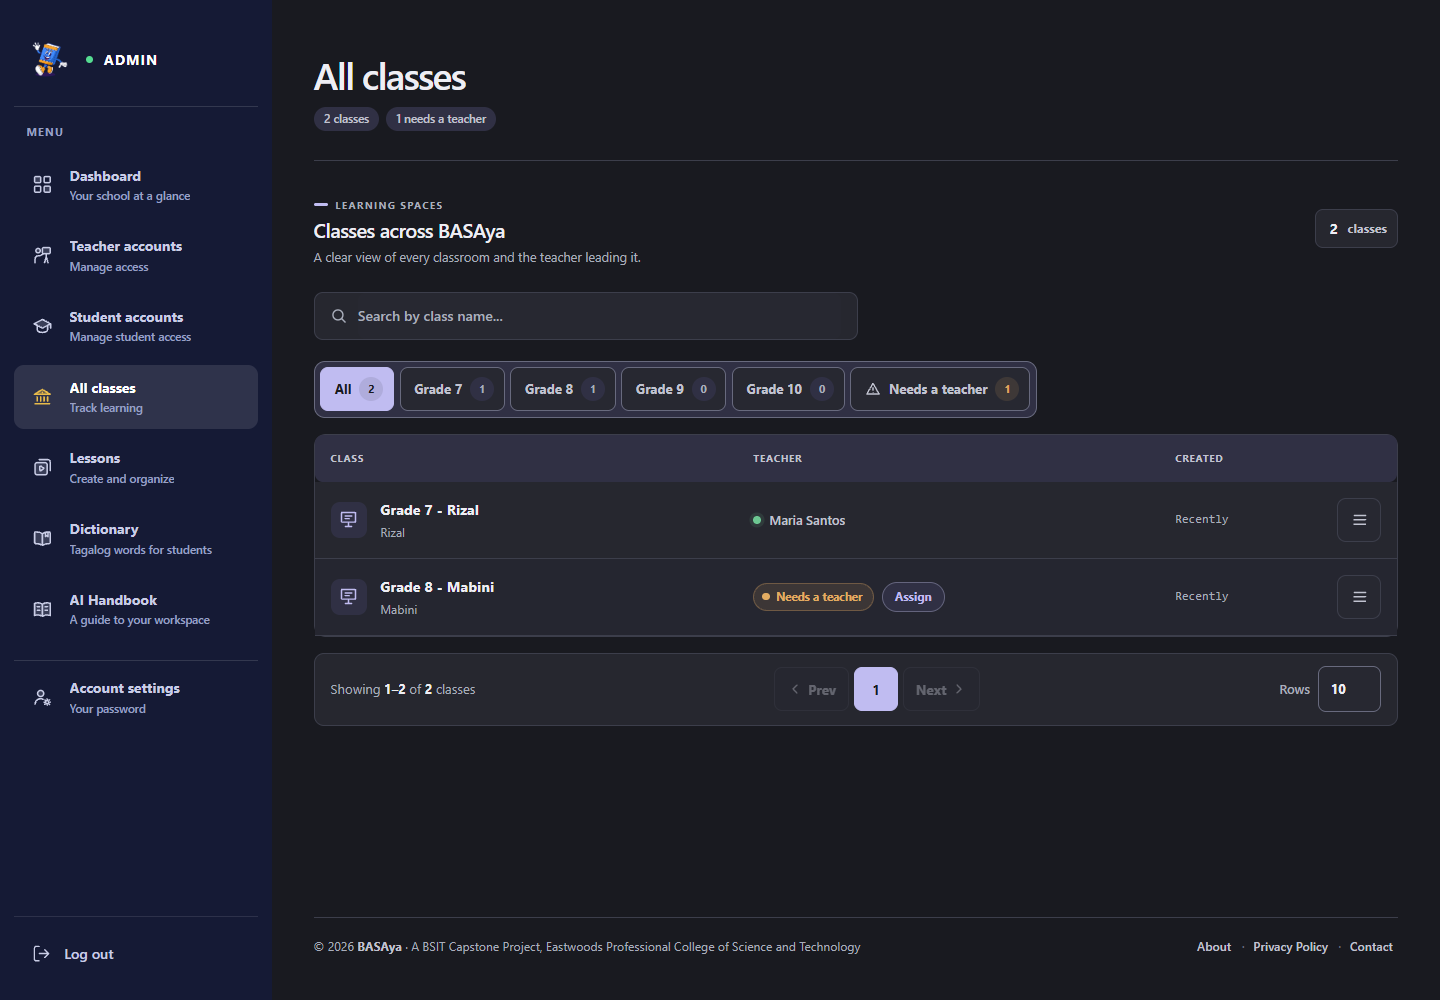 ADMIN
MENU
Dashboard
Your school at a glance
Teacher accounts
Manage access
Student accounts
Manage student access
All classes
Track learning
Lessons
Create and organize
Dictionary
Tagalog words for students
AI Handbook
A guide to your workspace
Account settings
Your password
Log out
All classes
2 classes 1 needs a teacher
LEARNING SPACES
Classes across BASAya
A clear view of every classroom and the teacher leading it.
2 classes
Search by class name...
All 2 Grade 7 1 Grade 8 1 Grade 9 0 Grade 10 0 Needs a teacher 1
CLASS TEACHER CREATED
Grade 7 - Rizal
Rizal
Maria Santos
Recently
Grade 8 - Mabini
Mabini
Needs a teacher Assign
Recently
Showing 1–2 of 2 classes
Prev 1 Next
Rows 10
© 2026 BASAya · A BSIT Capstone Project, Eastwoods Professional College of Science and Technology
About · Privacy Policy · Contact